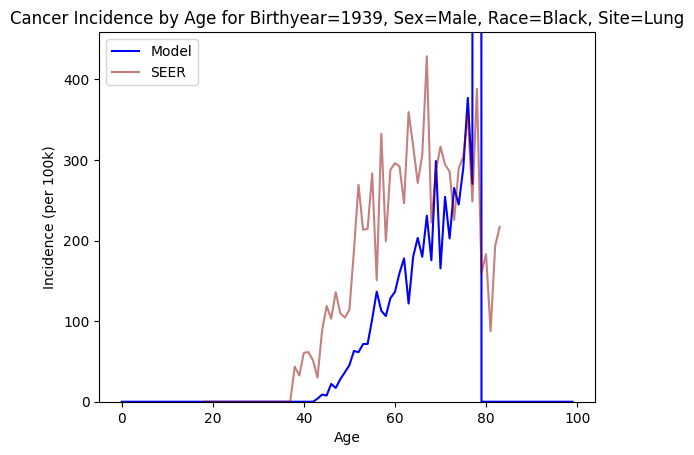 Cancer Incidence by Age for Birthyear=1939, Sex=Male, Race=Black, Site=Lung
Model
SEER
400
300
200
100
0
Incidence (per 100k)
0 20 40 60 80 100
Age